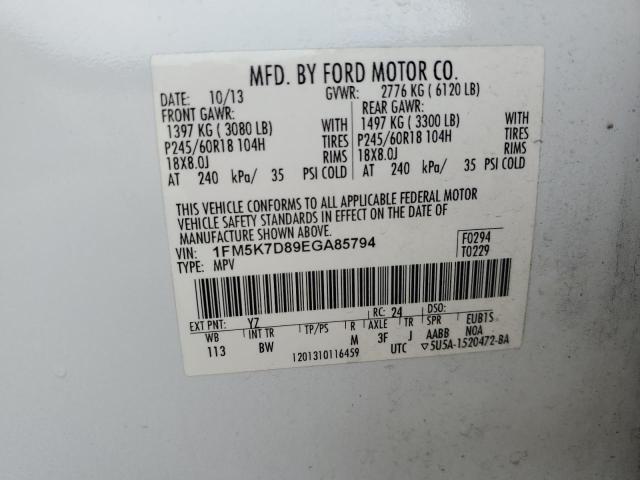 MFD. BY FORD MOTOR CO.
DATE: 10/13 GVWR: 2776 KG ( 6120 LB)
FRONT GAWR: REAR GAWR:
1397 KG ( 3080 LB) WITH 1497 KG ( 3300 LB) WITH
P245/60R18 104H TIRES P245/60R18 104H TIRES
18X8.0J RIMS 18X8.0J RIMS
AT 240 kPa/ 35 PSI COLD AT 240 kPa/ 35 PSI COLD
THIS VEHICLE CONFORMS TO ALL APPLICABLE FEDERAL MOTOR
VEHICLE SAFETY STANDARDS IN EFFECT ON THE DATE OF
MANUFACTURE SHOWN ABOVE.
VIN: 1FM5K7D89EGA85794 F0294
TYPE: MPV T0229
EXT PNT: YZ RC: 24 DSO:
WB INT TR TP/PS R AXLE TR SPR EUB1S
113 BW M 3F J AABB NOA
1201310116459 UTC ▽5U5A-1520472-BA